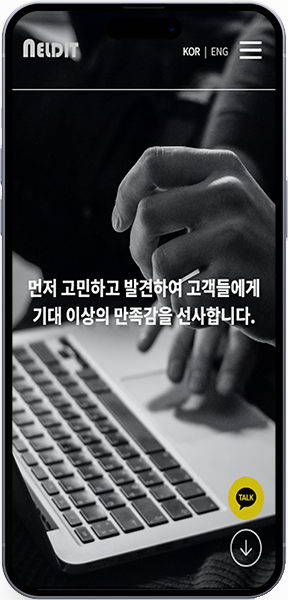 NELDIT
KOR | ENG
먼저 고민하고 발견하여 고객들에게
기대 이상의 만족감을 선사합니다.
TALK